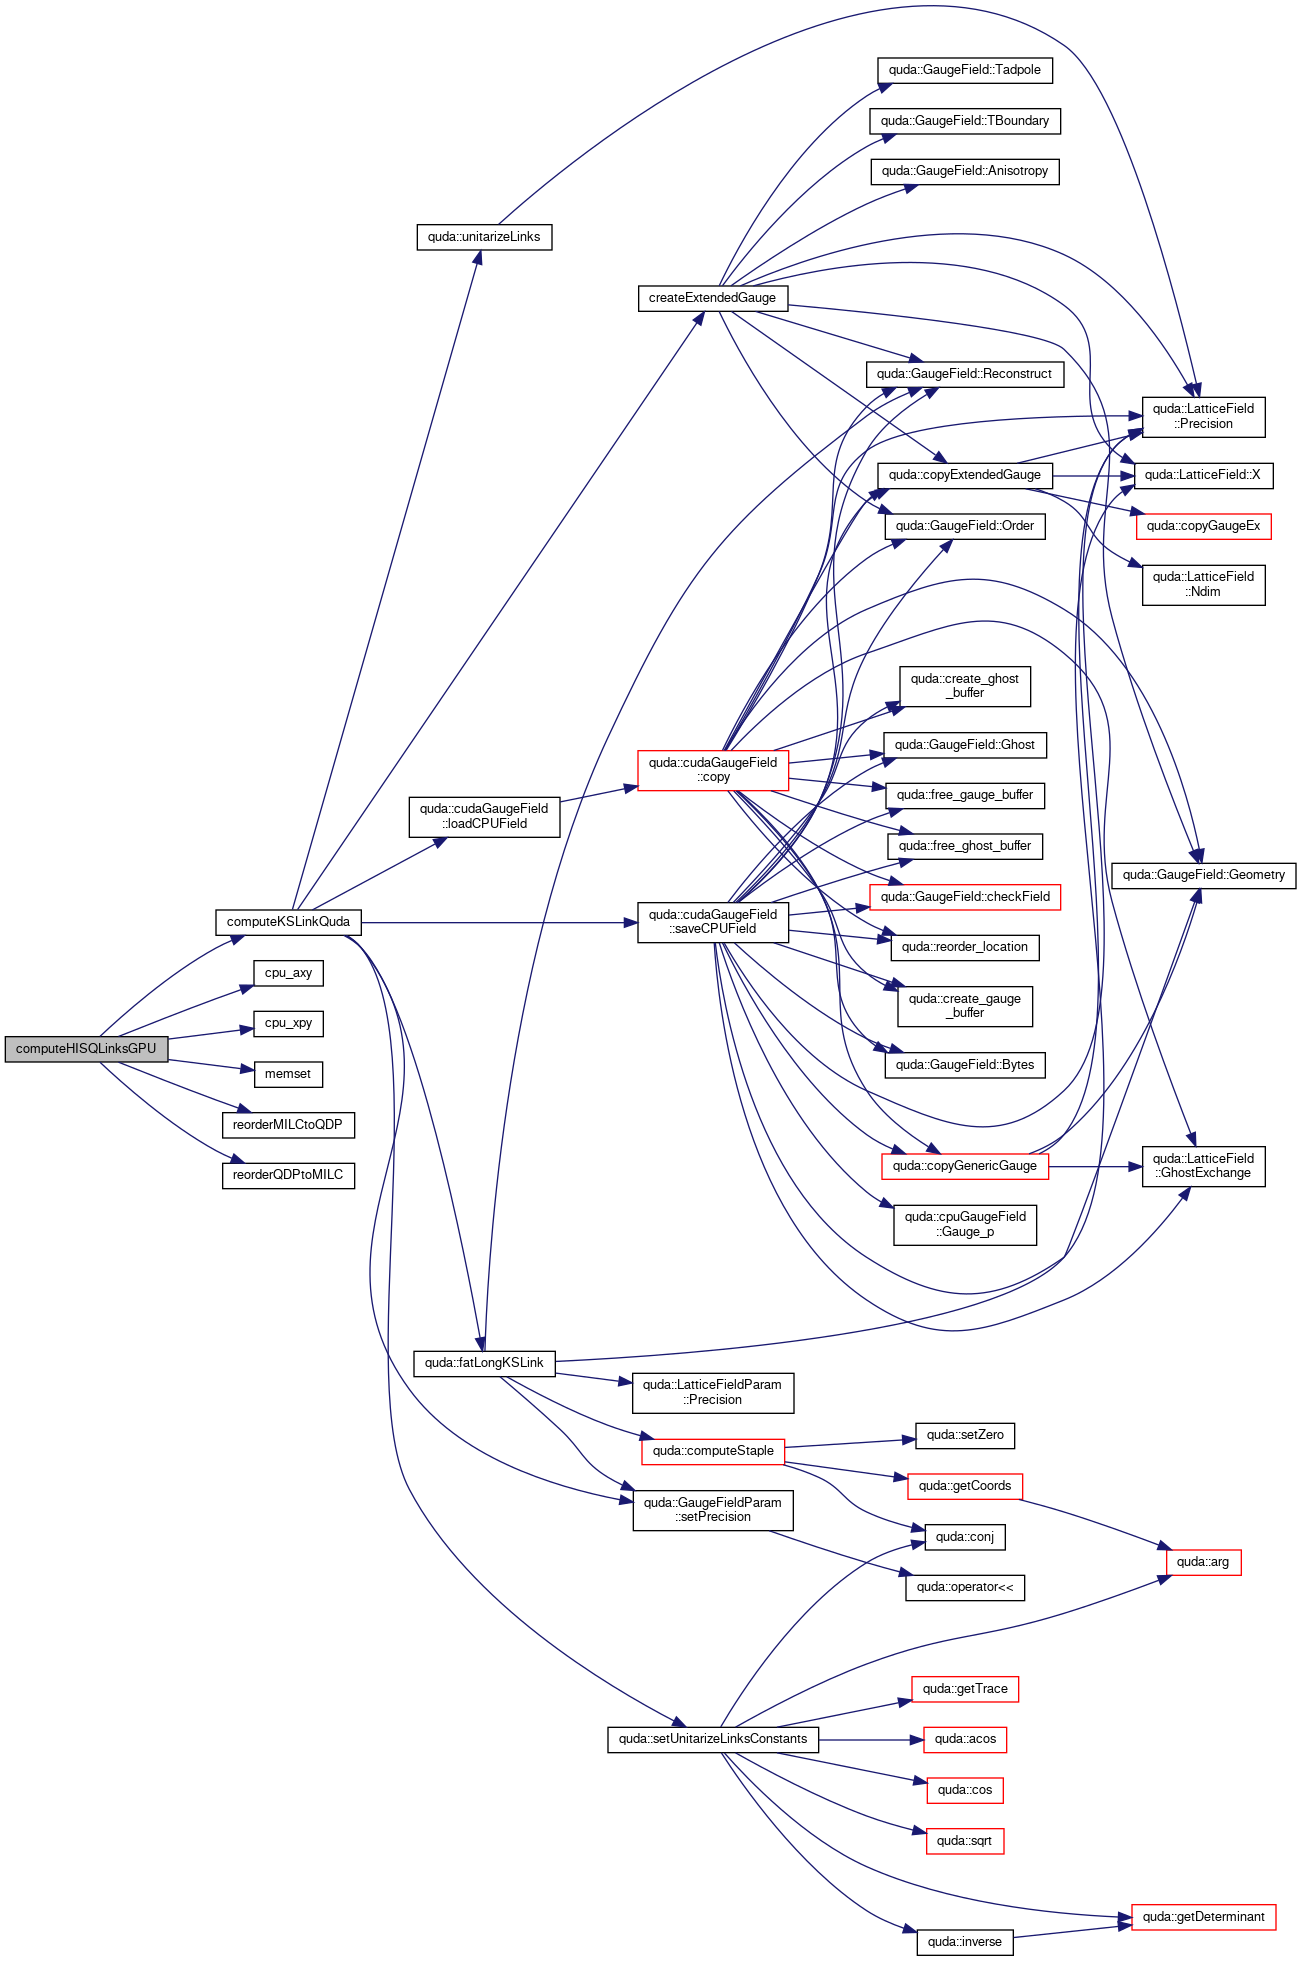 quda::GaugeField::Tadpole
quda::GaugeField::TBoundary
quda::GaugeField::Anisotropy
quda::unitarizeLinks
createExtendedGauge
quda::GaugeField::Reconstruct
quda::LatticeField
::Precision
quda::copyExtendedGauge
quda::LatticeField::X
quda::GaugeField::Order
quda::copyGaugeEx
quda::LatticeField
::Ndim
quda::create_ghost
_buffer
quda::GaugeField::Ghost
quda::cudaGaugeField
::copy
quda::free_gauge_buffer
quda::cudaGaugeField
::loadCPUField
quda::free_ghost_buffer
quda::GaugeField::Geometry
quda::GaugeField::checkField
computeKSLinkQuda
quda::cudaGaugeField
::saveCPUField
quda::reorder_location
cpu_axy
quda::create_gauge
_buffer
cpu_xpy
computeHISQLinksGPU
quda::GaugeField::Bytes
memset
reorderMILCtoQDP
quda::copyGenericGauge
quda::LatticeField
::GhostExchange
reorderQDPtoMILC
quda::cpuGaugeField
::Gauge_p
quda::fatLongKSLink
quda::LatticeFieldParam
::Precision
quda::setZero
quda::computeStaple
quda::getCoords
quda::GaugeFieldParam
::setPrecision
quda::conj
quda::arg
quda::operator<<
quda::getTrace
quda::setUnitarizeLinksConstants
quda::acos
quda::cos
quda::sqrt
quda::getDeterminant
quda::inverse